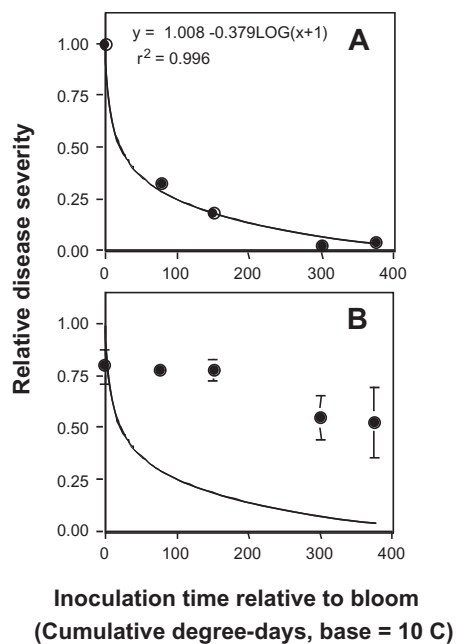 y = 1.008 -0.379LOG(x+1)
r² = 0.996
A
1.00
0.75
0.50
0.25
0.00
0 100 200 300 400
Relative disease severity
B
1.00
0.75
0.50
0.25
0.00
0 100 200 300 400
Inoculation time relative to bloom
(Cumulative degree-days, base = 10 C)